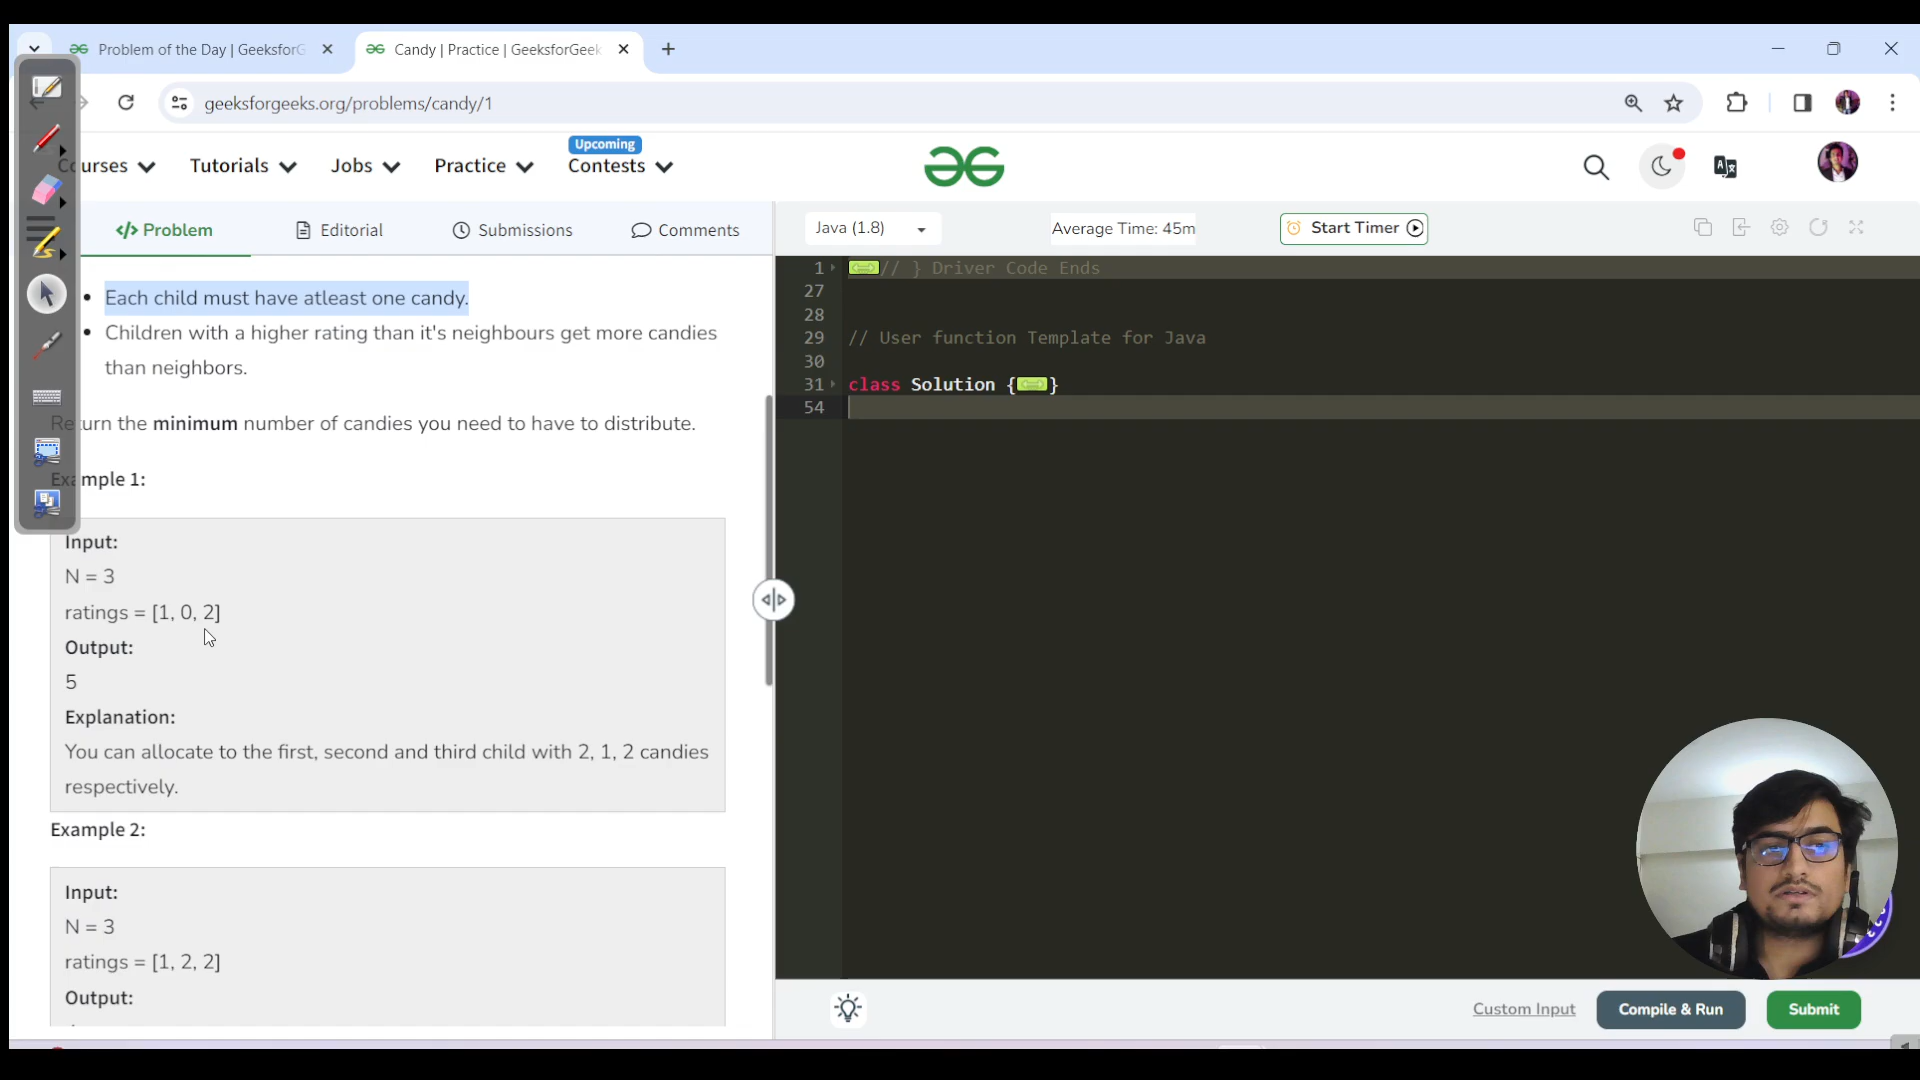 Problem of the Day | GeeksforG
Candy | Practice | GeeksforGeek
geeksforgeeks.org/problems/candy/1
Upcoming
ourses
Tutorials
Jobs
Practice
Contests
</> Problem
Editorial
Submissions
Comments
Java (1.8)
Average Time: 45m
Start Timer
• Each child must have atleast one candy.
• Children with a higher rating than it's neighbours get more candies
than neighbors.
Return the minimum number of candies you need to have to distribute.
Example 1:
Input:
N = 3
ratings = [1, 0, 2]
Output:
5
Explanation:
You can allocate to the first, second and third child with 2, 1, 2 candies
respectively.
Example 2:
Input:
N = 3
ratings = [1, 2, 2]
Output:
1 // } Driver Code Ends
27
28
29 // User function Template for Java
30
31 class Solution {}
54
Custom Input
Compile & Run
Submit